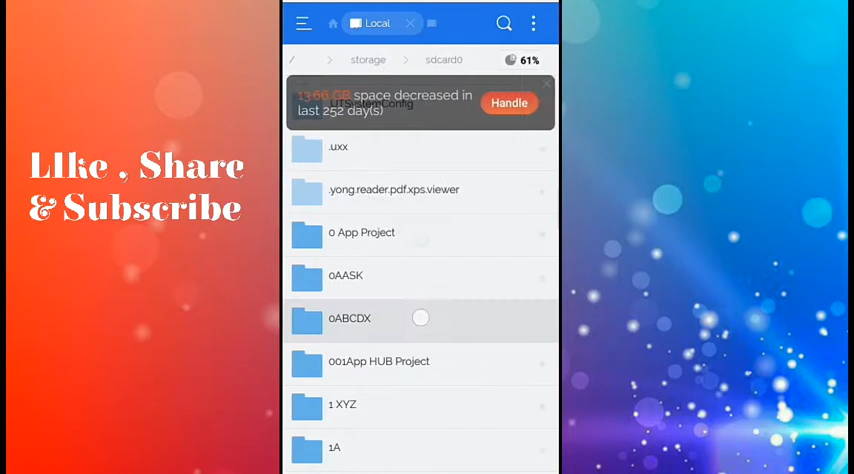 LIke , Share
& Subscribe
Local
/ storage sdcard0 61%
13.66 GB space decreased in
last 252 day(s)
Handle
.UTSystemConfig
.uxx
.yong.reader.pdf.xps.viewer
0 App Project
0AASK
0ABCDX
001App HUB Project
1 XYZ
1A